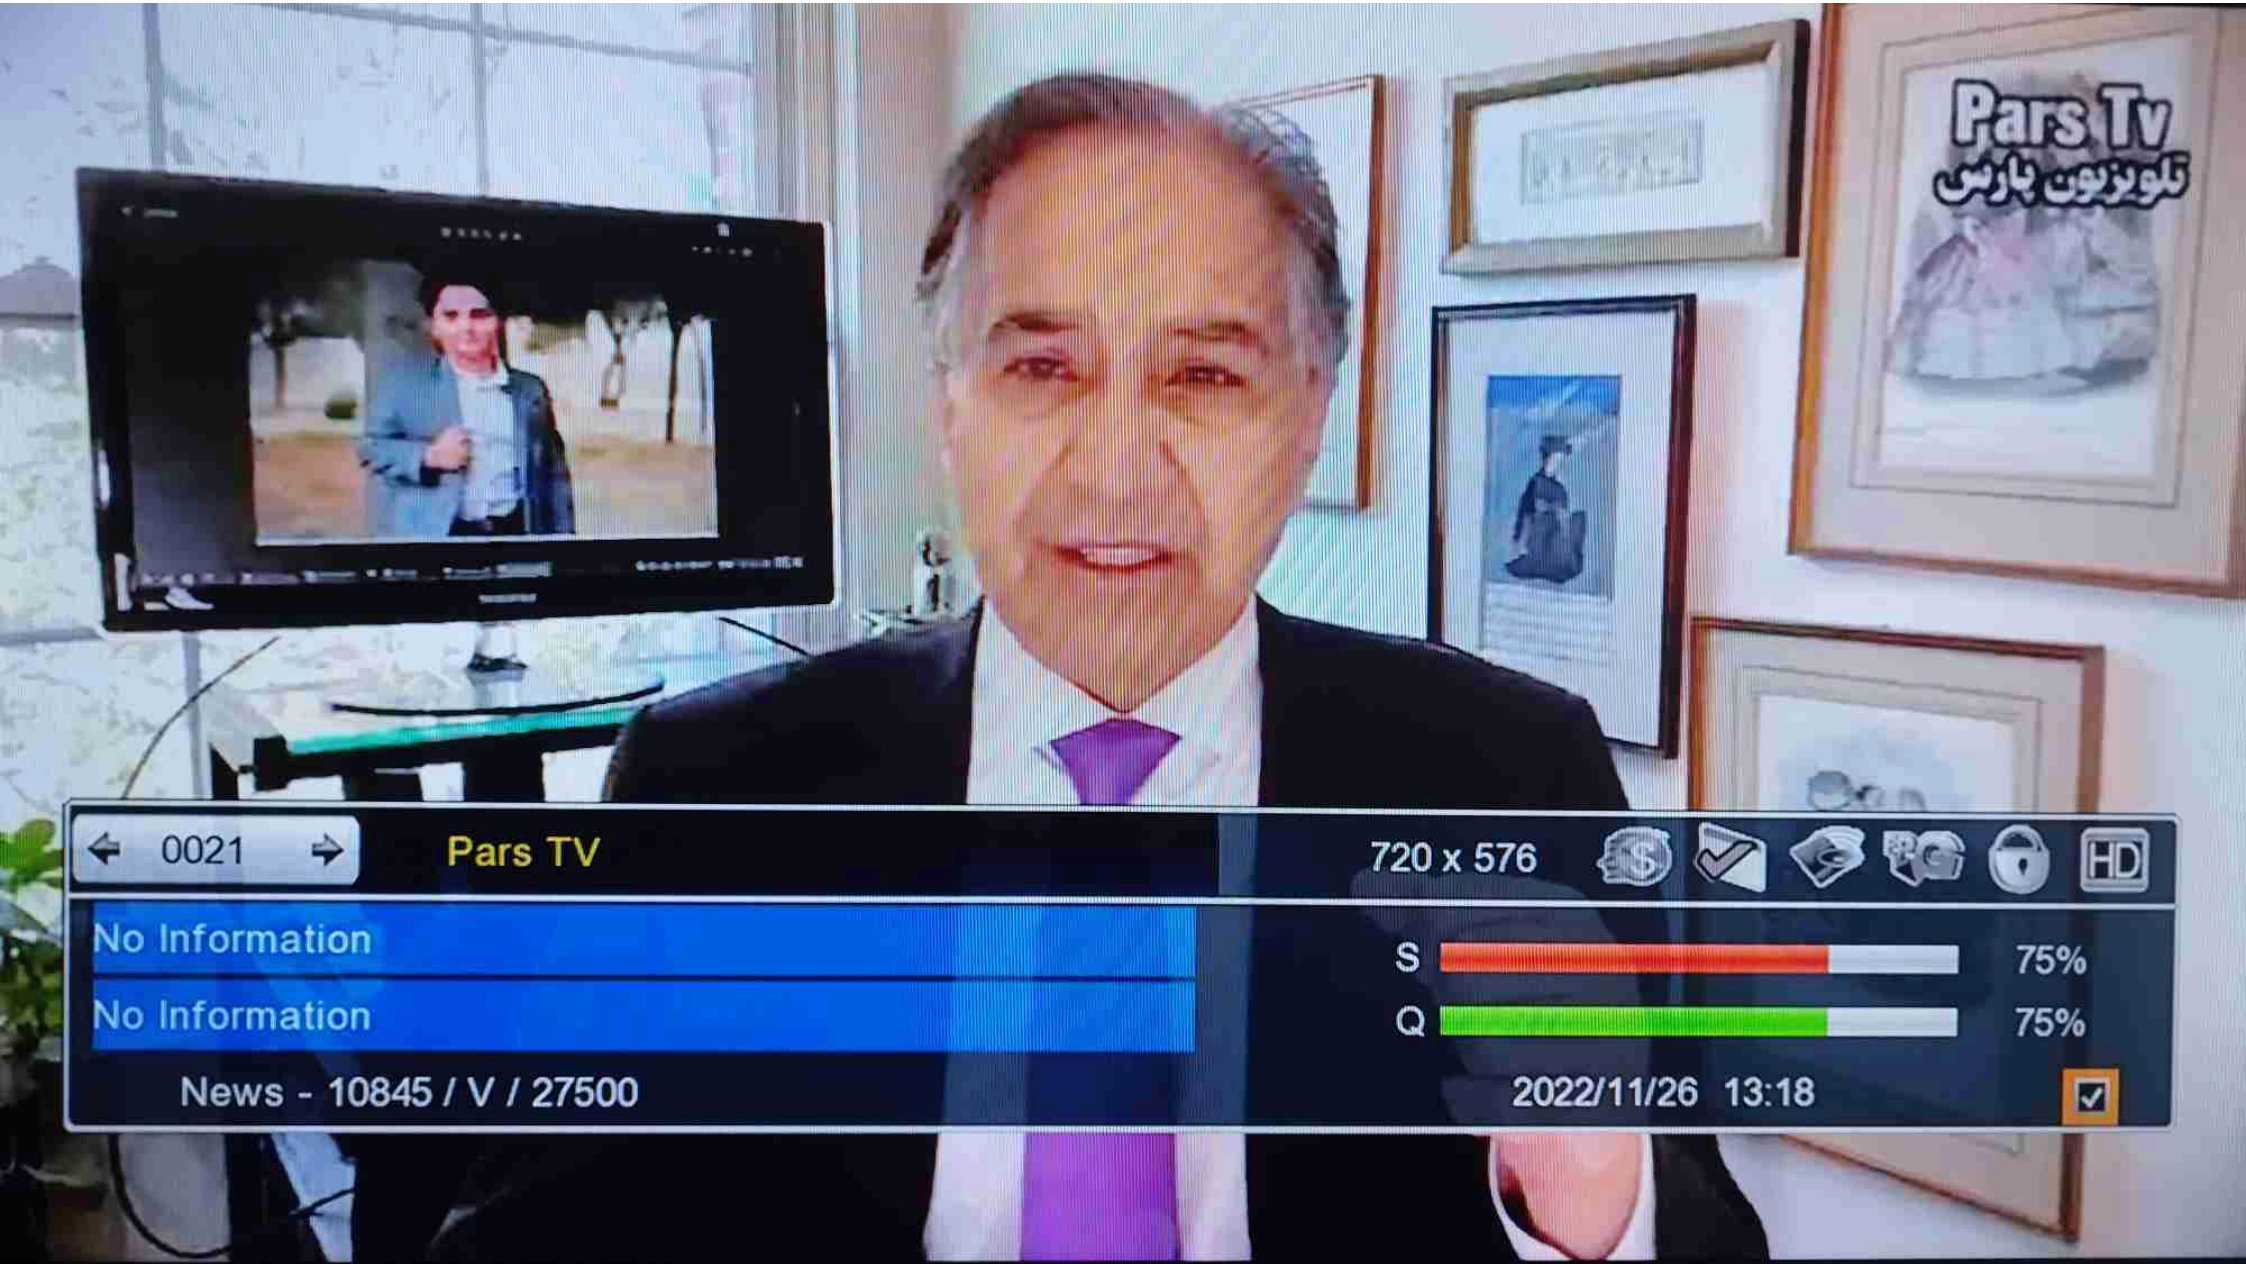 Pars Tv
تلویزیون پارس
0021
Pars TV
720 x 576
HD
No Information
No Information
S
75%
Q
75%
News - 10845 / V / 27500
2022/11/26 13:18